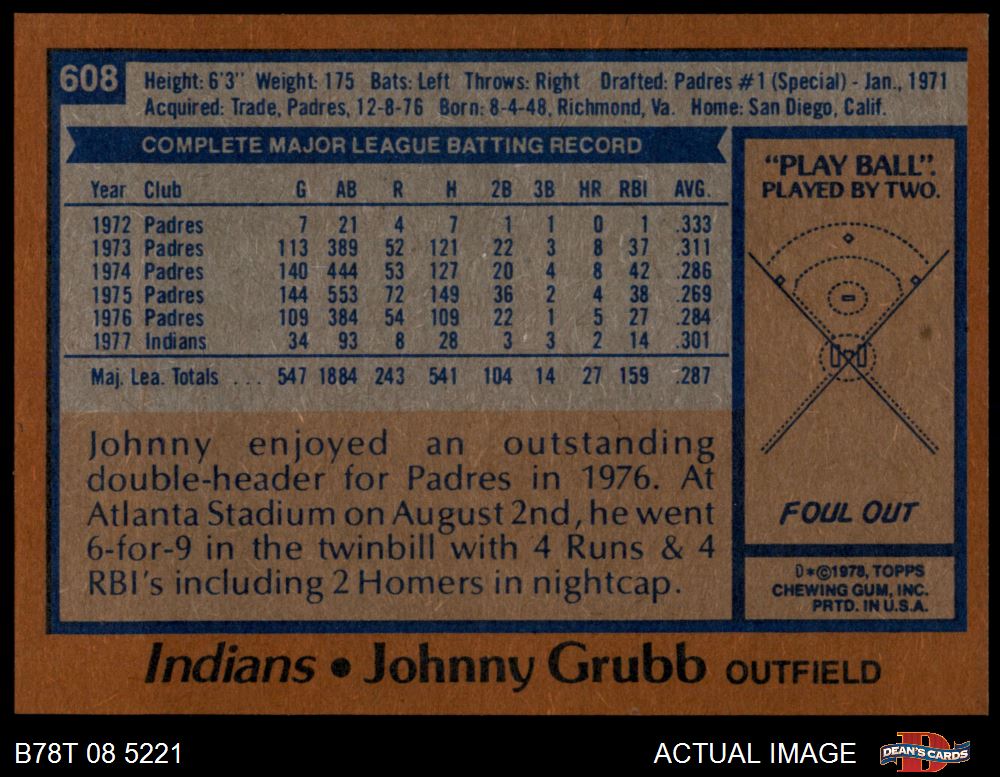 608
Height: 6'3" Weight: 175 Bats: Left Throws: Right Drafted: Padres #1 (Special) - Jan., 1971
Acquired: Trade, Padres, 12-8-76 Born: 8-4-48, Richmond, Va. Home: San Diego, Calif.
COMPLETE MAJOR LEAGUE BATTING RECORD
Year Club G AB R H 2B 3B HR RBI AVG.
1972 Padres 7 21 4 7 1 1 0 1 .333
1973 Padres 113 389 52 121 22 3 8 37 .311
1974 Padres 140 444 53 127 20 4 8 42 .286
1975 Padres 144 553 72 149 36 2 4 38 .269
1976 Padres 109 384 54 109 22 1 5 27 .284
1977 Indians 34 93 8 28 3 3 2 14 .301
Maj. Lea. Totals ... 547 1884 243 541 104 14 27 159 .287
Johnny enjoyed an outstanding
double-header for Padres in 1976. At
Atlanta Stadium on August 2nd, he went
6-for-9 in the twinbill with 4 Runs & 4
RBI's including 2 Homers in nightcap.
"PLAY BALL".
PLAYED BY TWO.
FOUL OUT
D*©1978, TOPPS
CHEWING GUM, INC.
PRTD. IN U.S.A.
Indians • Johnny Grubb OUTFIELD
B78T 08 5221
ACTUAL IMAGE
DEAN'S CARDS